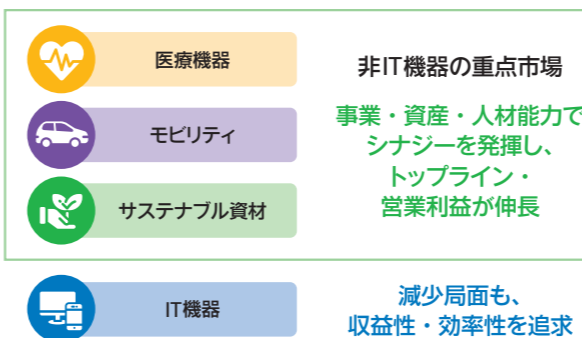 医療機器
非IT機器の重点市場
モビリティ
事業・資産・人材能力で
シナジーを発揮し、
トップライン・
営業利益が伸長
サステナブル資材
IT機器
減少局面も、
収益性・効率性を追求